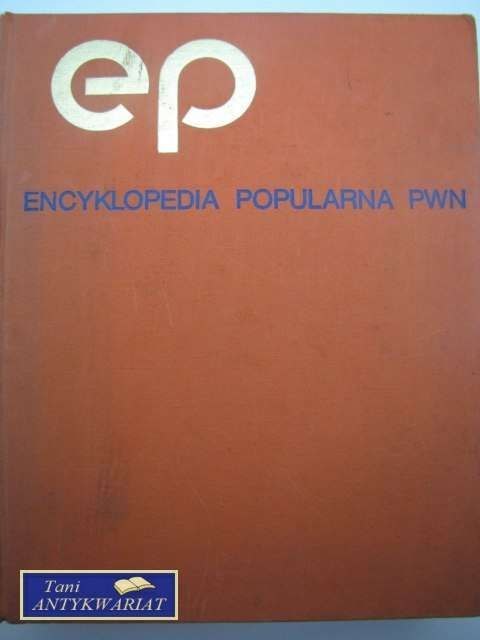 ep
ENCYKLOPEDIA POPULARNA PWN
Tani
ANTYKWARIAT